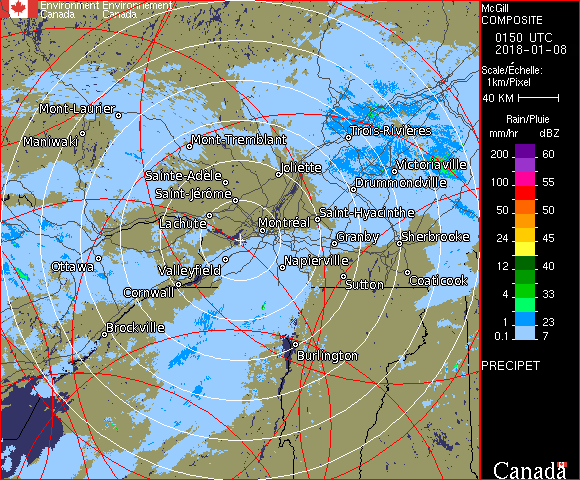 Environment Environnement
Canada Canada
McGill
COMPOSITE
0150 UTC
2018-01-08
Scale/Échelle:
1km/Pixel
40 KM
Rain/Pluie
mm/hr dBZ
200 60
100 55
50 50
24 45
12 40
4 33
1 23
0.1 7
PRECIPET
Canada
Mont-Laurier
Maniwaki
Mont-Tremblant
Trois-Rivières
Joliette
Victoriaville
Sainte-Adèle
Drummondville
Saint-Jérôme
Saint-Hyacinthe
Lachute
Montréal
Granby
Sherbrooke
Ottawa
Valleyfield
Napierville
Coaticook
Cornwall
Sutton
Brockville
Burlington